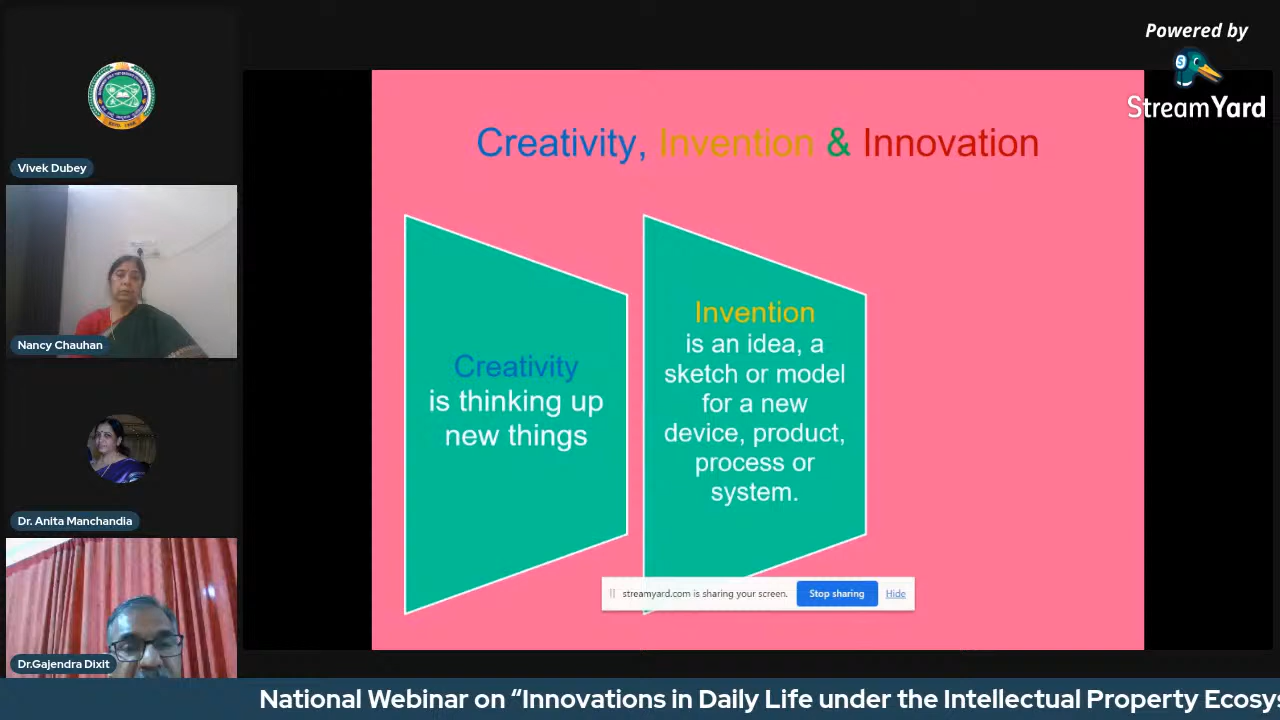 Powered by
StreamYard
Vivek Dubey
Nancy Chauhan
Dr. Anita Manchandia
Dr.Gajendra Dixit
Creativity, Invention & Innovation
Creativity
is thinking up
new things
Invention
is an idea, a
sketch or model
for a new
device, product,
process or
system.
streamyard.com is sharing your screen.
Stop sharing
Hide
National Webinar on “Innovations in Daily Life under the Intellectual Property Ecosys